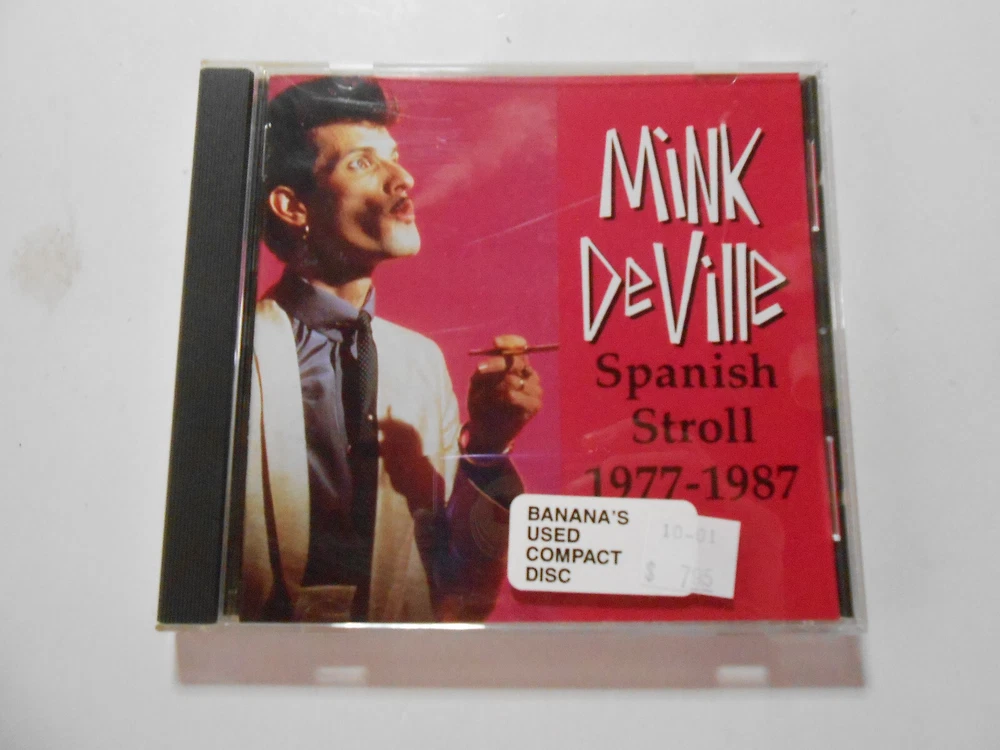 MiNK
DeVille
Spanish
Stroll
1977-1987
BANANA'S
USED
COMPACT
DISC
10-01
$ 7.95